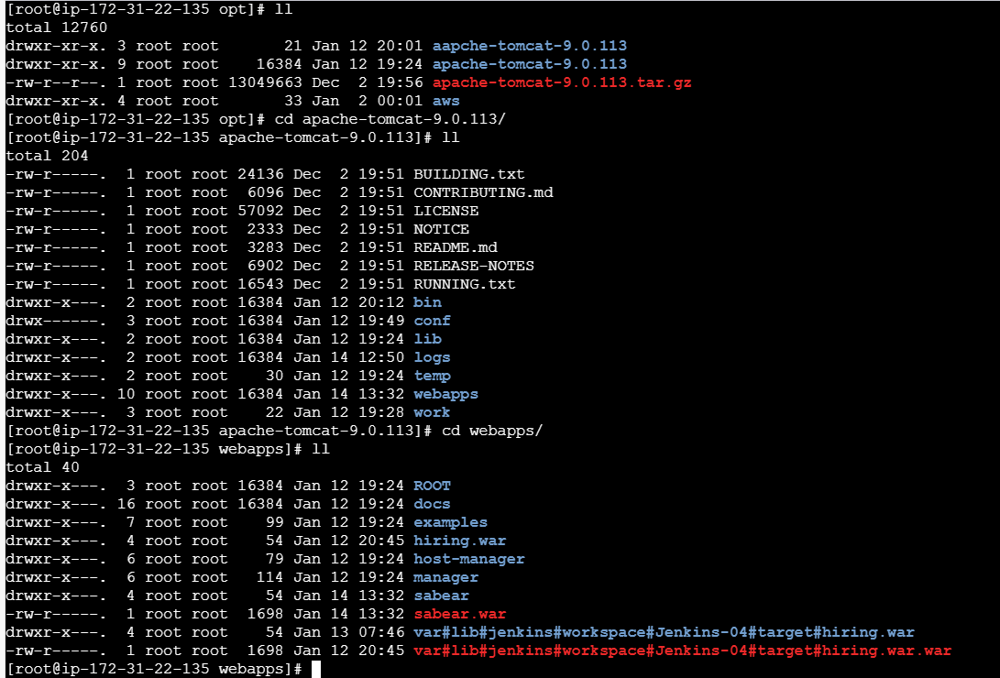 [root@ip-172-31-22-135 opt]# ll
total 12760
drwxr-xr-x. 3 root root       21 Jan 12 20:01 aapche-tomcat-9.0.113
drwxr-xr-x. 9 root root    16384 Jan 12 19:24 apache-tomcat-9.0.113
-rw-r--r--. 1 root root 13049663 Dec  2 19:56 apache-tomcat-9.0.113.tar.gz
drwxr-xr-x. 4 root root       33 Jan  2 00:01 aws
[root@ip-172-31-22-135 opt]# cd apache-tomcat-9.0.113/
[root@ip-172-31-22-135 apache-tomcat-9.0.113]# ll
total 204
-rw-r-----.  1 root root 24136 Dec  2 19:51 BUILDING.txt
-rw-r-----.  1 root root  6096 Dec  2 19:51 CONTRIBUTING.md
-rw-r-----.  1 root root 57092 Dec  2 19:51 LICENSE
-rw-r-----.  1 root root  2333 Dec  2 19:51 NOTICE
-rw-r-----.  1 root root  3283 Dec  2 19:51 README.md
-rw-r-----.  1 root root  6902 Dec  2 19:51 RELEASE-NOTES
-rw-r-----.  1 root root 16543 Dec  2 19:51 RUNNING.txt
drwxr-x---.  2 root root 16384 Jan 12 20:12 bin
drwx------.  3 root root 16384 Jan 12 19:49 conf
drwxr-x---.  2 root root 16384 Jan 12 19:24 lib
drwxr-x---.  2 root root 16384 Jan 14 12:50 logs
drwxr-x---.  2 root root    30 Jan 12 19:24 temp
drwxr-x---. 10 root root 16384 Jan 14 13:32 webapps
drwxr-x---.  3 root root    22 Jan 12 19:28 work
[root@ip-172-31-22-135 apache-tomcat-9.0.113]# cd webapps/
[root@ip-172-31-22-135 webapps]# ll
total 40
drwxr-x---.  3 root root 16384 Jan 12 19:24 ROOT
drwxr-x---. 16 root root 16384 Jan 12 19:24 docs
drwxr-x---.  7 root root    99 Jan 12 19:24 examples
drwxr-x---.  4 root root    54 Jan 12 20:45 hiring.war
drwxr-x---.  6 root root    79 Jan 12 19:24 host-manager
drwxr-x---.  6 root root   114 Jan 12 19:24 manager
drwxr-x---.  4 root root    54 Jan 14 13:32 sabear
-rw-r-----.  1 root root  1698 Jan 14 13:32 sabear.war
drwxr-x---.  4 root root    54 Jan 13 07:46 var#lib#jenkins#workspace#Jenkins-04#target#hiring.war
-rw-r-----.  1 root root  1698 Jan 12 20:45 var#lib#jenkins#workspace#Jenkins-04#target#hiring.war.war
[root@ip-172-31-22-135 webapps]#